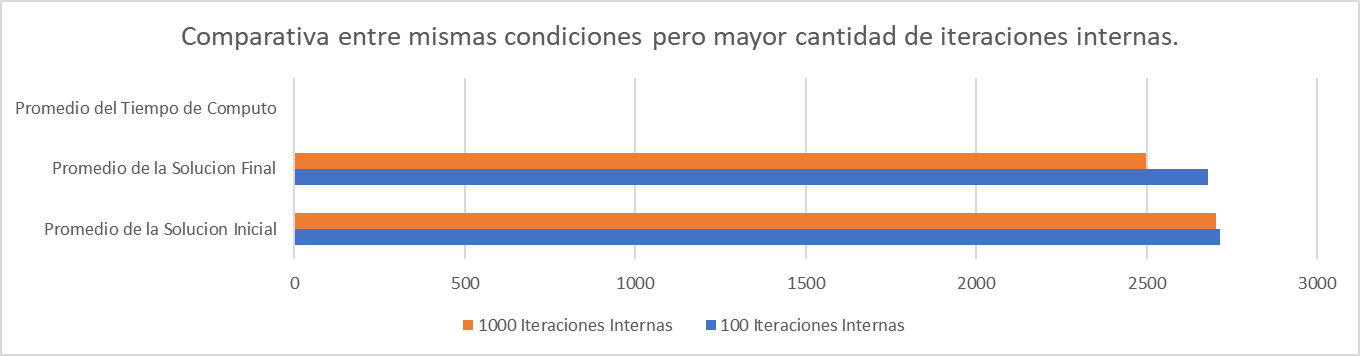 Comparativa entre mismas condiciones pero mayor cantidad de iteraciones internas.
Promedio del Tiempo de Computo
Promedio de la Solucion Final
Promedio de la Solucion Inicial
0 500 1000 1500 2000 2500 3000
1000 Iteraciones Internas 100 Iteraciones Internas